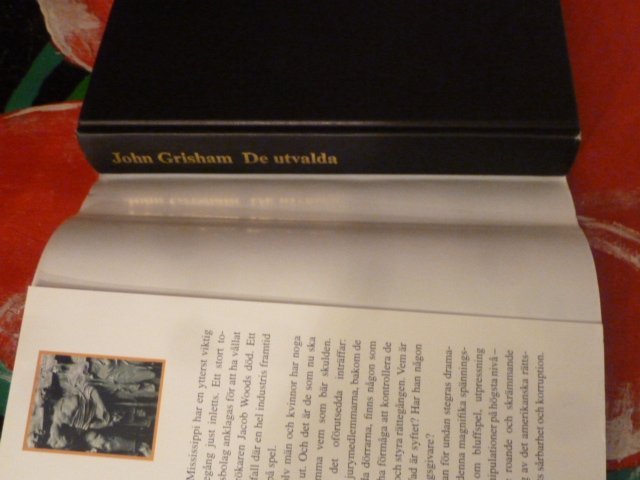 John Grisham De utvalda
Mississippi har en ytterst viktig
egång just inletts. Ett stort to-
bolag anklagas för att ha vållat
ökaren Jacob Woods död. Ett
fall där en hel industris framtid
på spel.
olv män och kvinnor har noga
ut. Och det är de som nu ska
mma vem som bär skulden.
det oförutsedda inträffar:
jurymedlemmarna, bakom de
da dörrarna, finns någon som
ha förmåga att kontrollera de
och styra rättegången. Vem är
ad är syftet? Har han någon
gsgivare?
an för undan stegras drama-
denna magnifika spännings-
om bluffspel, utpressning
nipulationer på högsta nivå –
t roande och skrämmande
g av det amerikanska rätts-
ts sårbarhet och korruption.